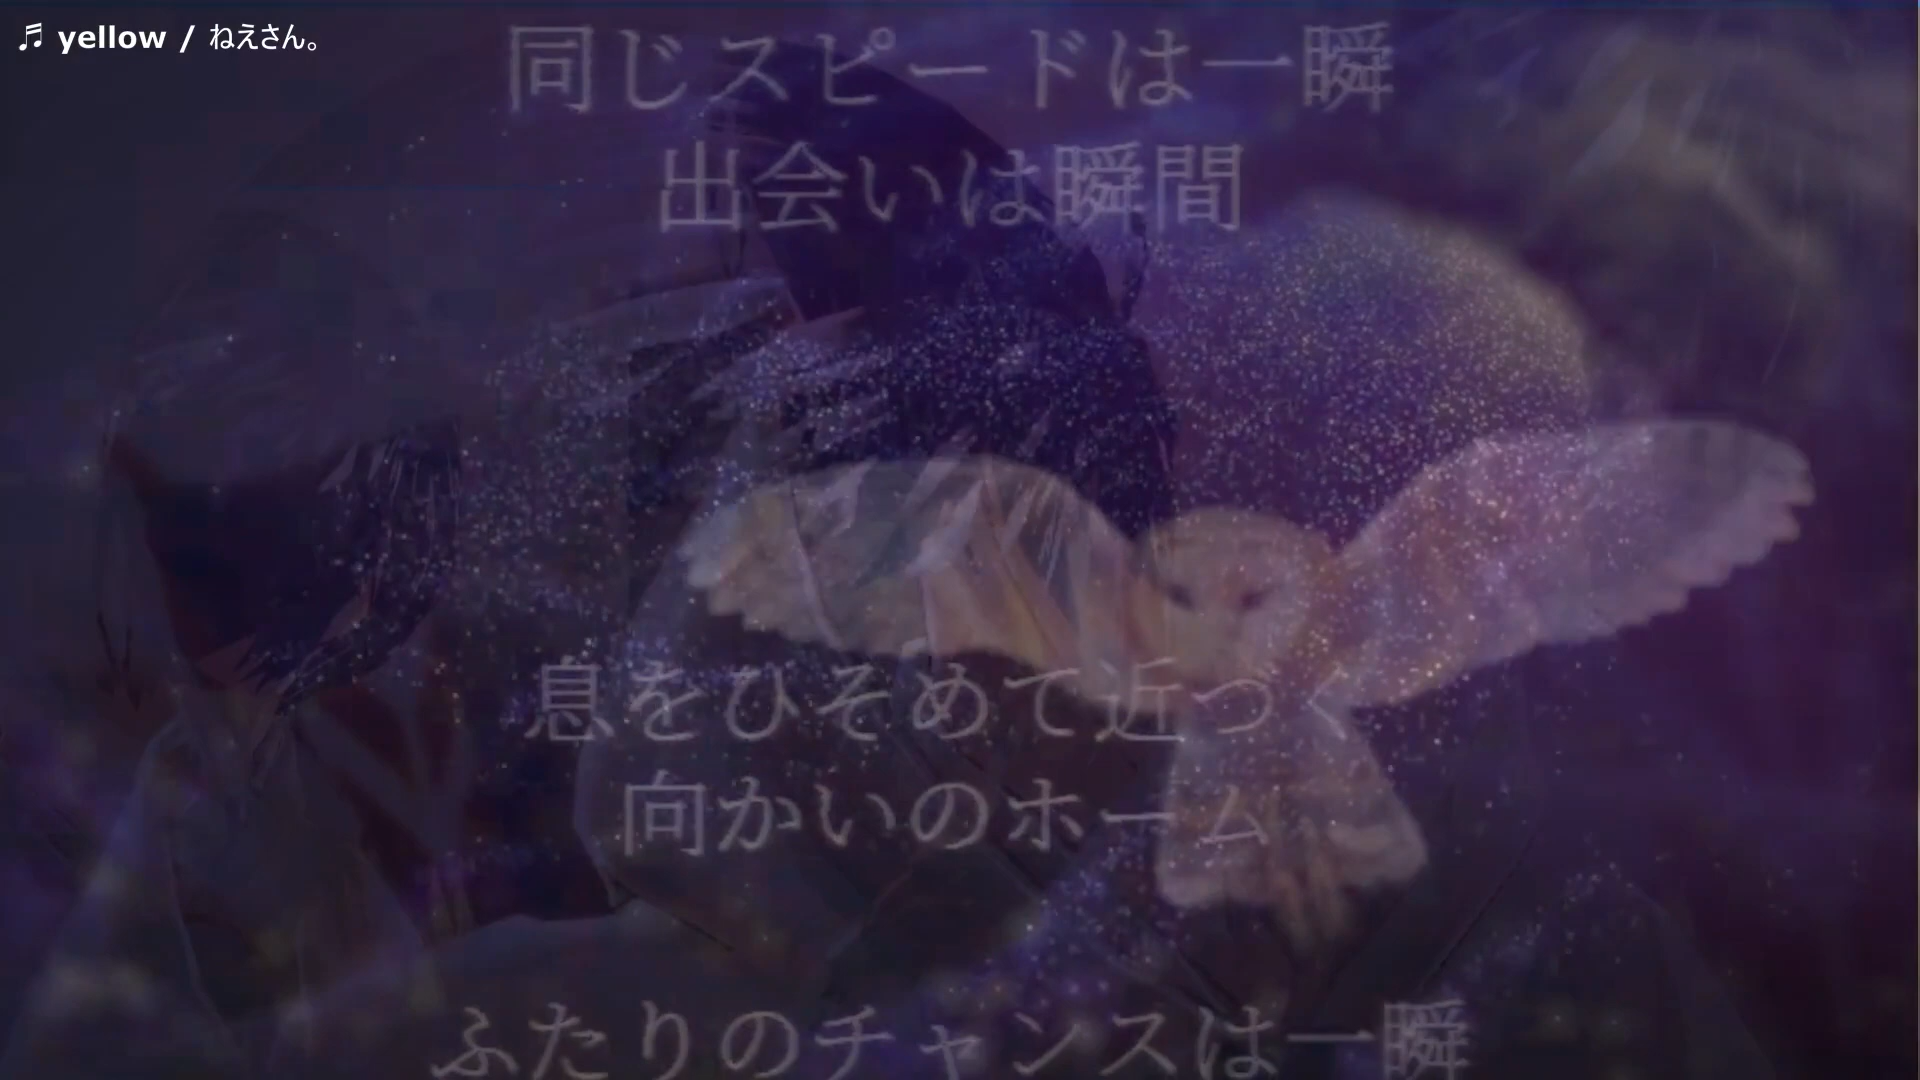 ♬ yellow / ねえさん。
同じスピードは一瞬
出会いは瞬間
息をひそめて近づく
向かいのホーム
ふたりのチャンスは一瞬